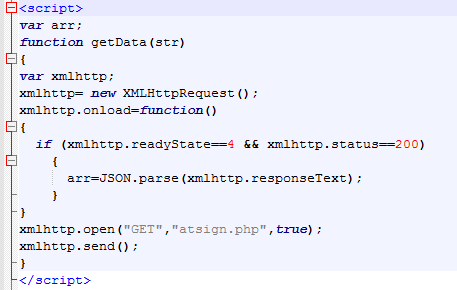 <script>
var arr;
function getData(str)
{
var xmlhttp;
xmlhttp= new XMLHttpRequest();
xmlhttp.onload=function()
{
if (xmlhttp.readyState==4 && xmlhttp.status==200)
{
arr=JSON.parse(xmlhttp.responseText);
}
}
xmlhttp.open("GET","atsign.php",true);
xmlhttp.send();
}
</script>